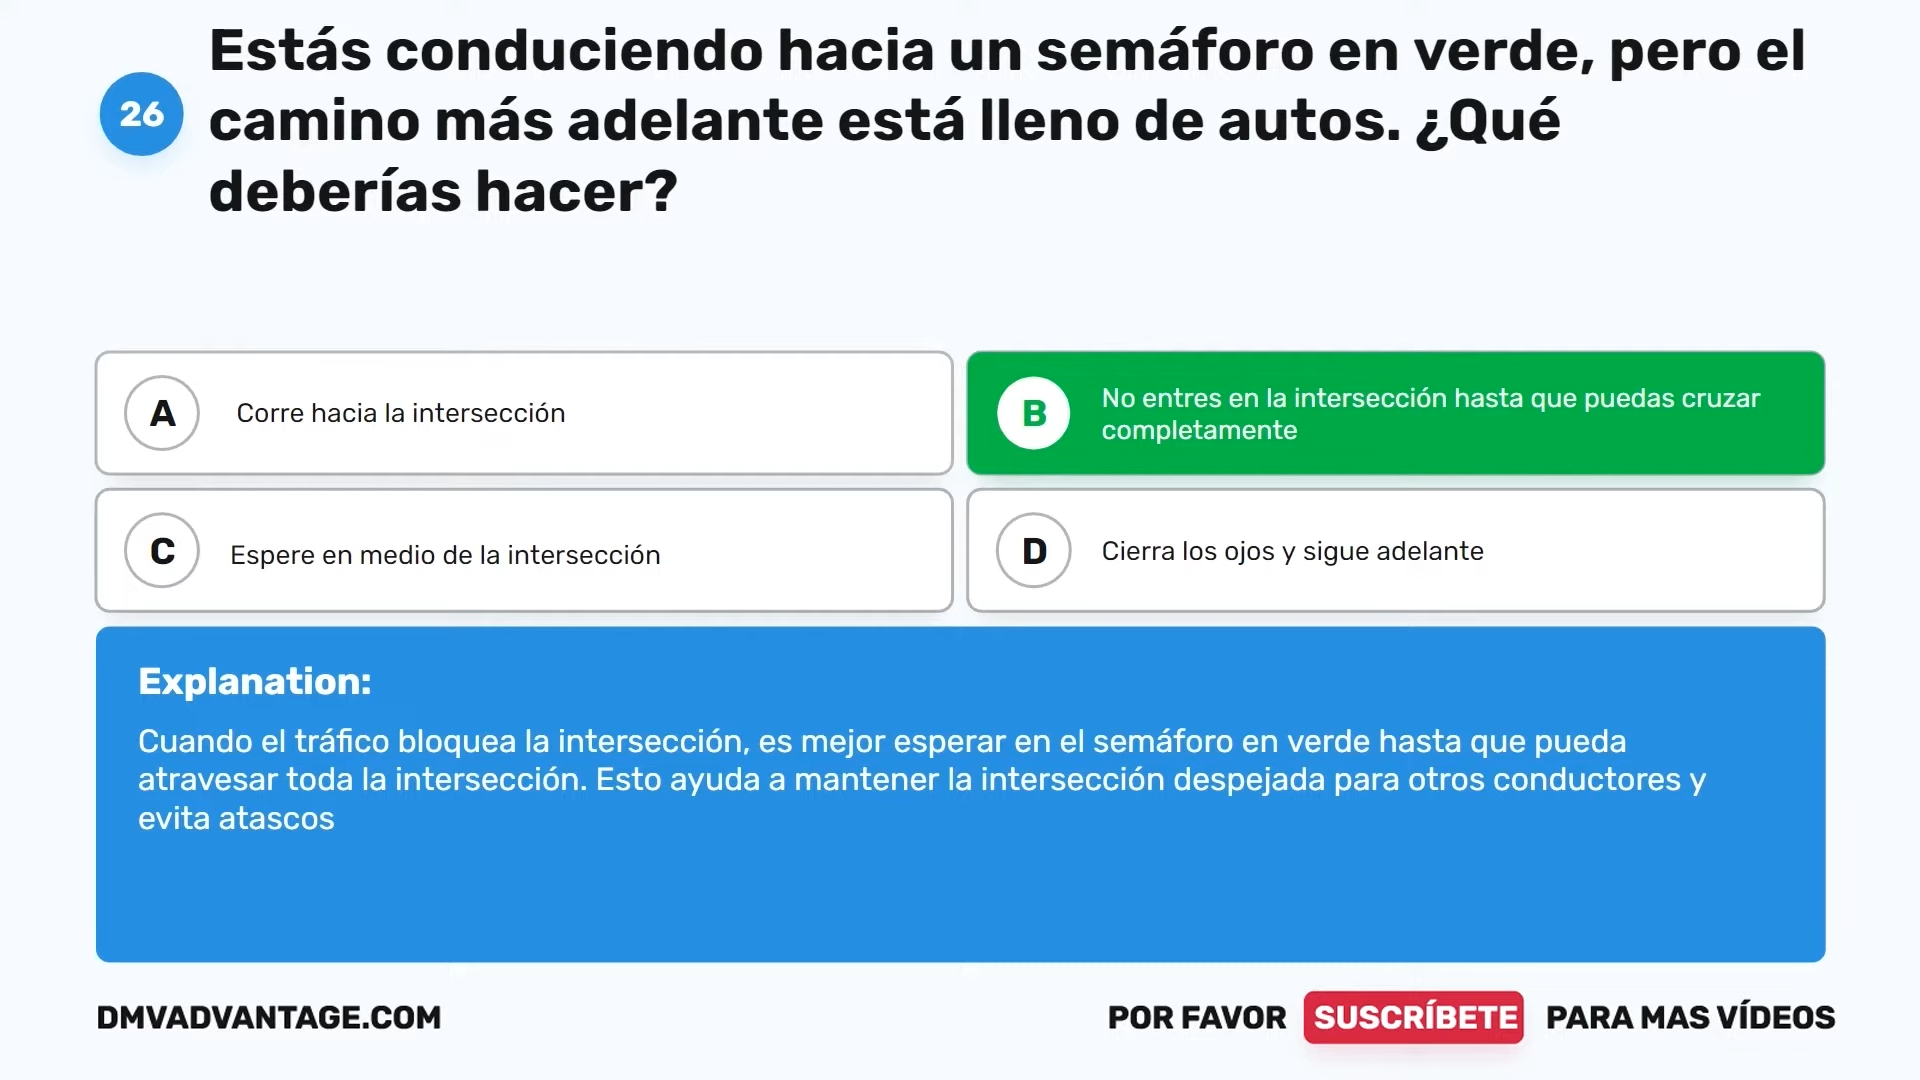 26
Estás conduciendo hacia un semáforo en verde, pero el
camino más adelante está lleno de autos. ¿Qué
deberías hacer?
A Corre hacia la intersección
B No entres en la intersección hasta que puedas cruzar
completamente
C Espere en medio de la intersección
D Cierra los ojos y sigue adelante
Explanation:
Cuando el tráfico bloquea la intersección, es mejor esperar en el semáforo en verde hasta que pueda
atravesar toda la intersección. Esto ayuda a mantener la intersección despejada para otros conductores y
evita atascos
DMVADVANTAGE.COM
POR FAVOR SUSCRÍBETE PARA MAS VÍDEOS